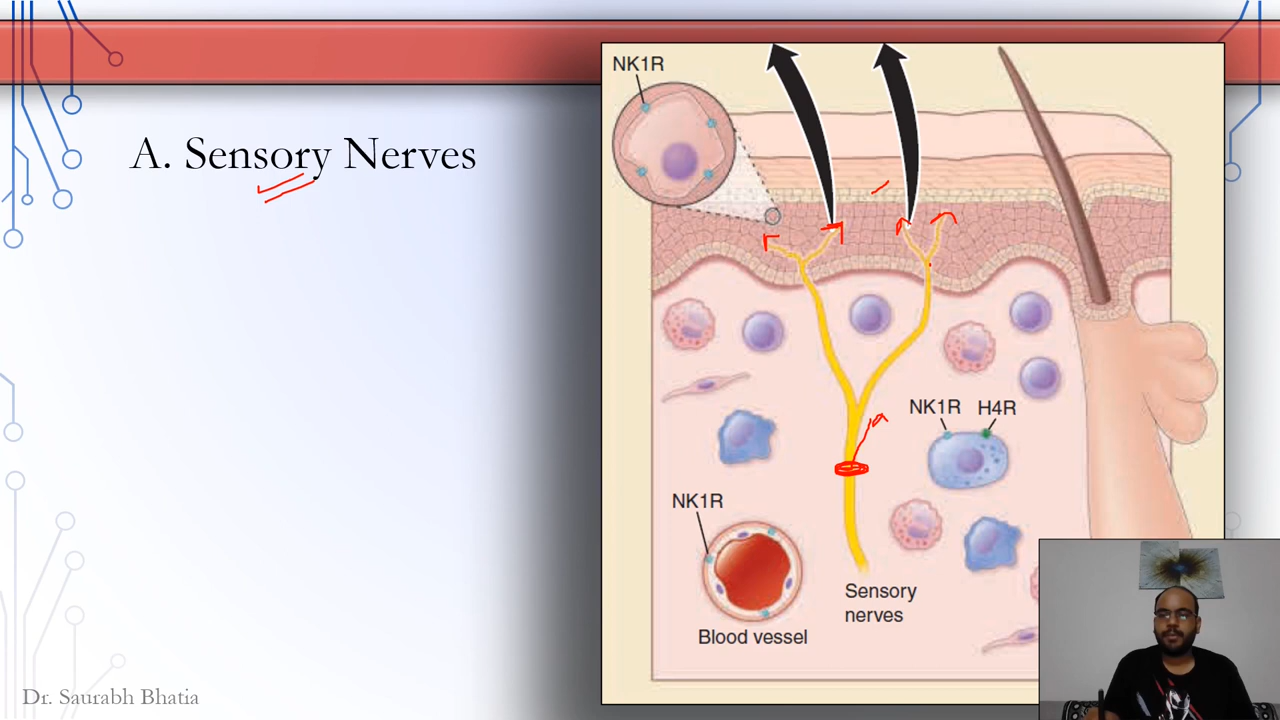 A. Sensory Nerves
NK1R
NK1R H4R
NK1R
Sensory
nerves
Blood vessel
Dr. Saurabh Bhatia